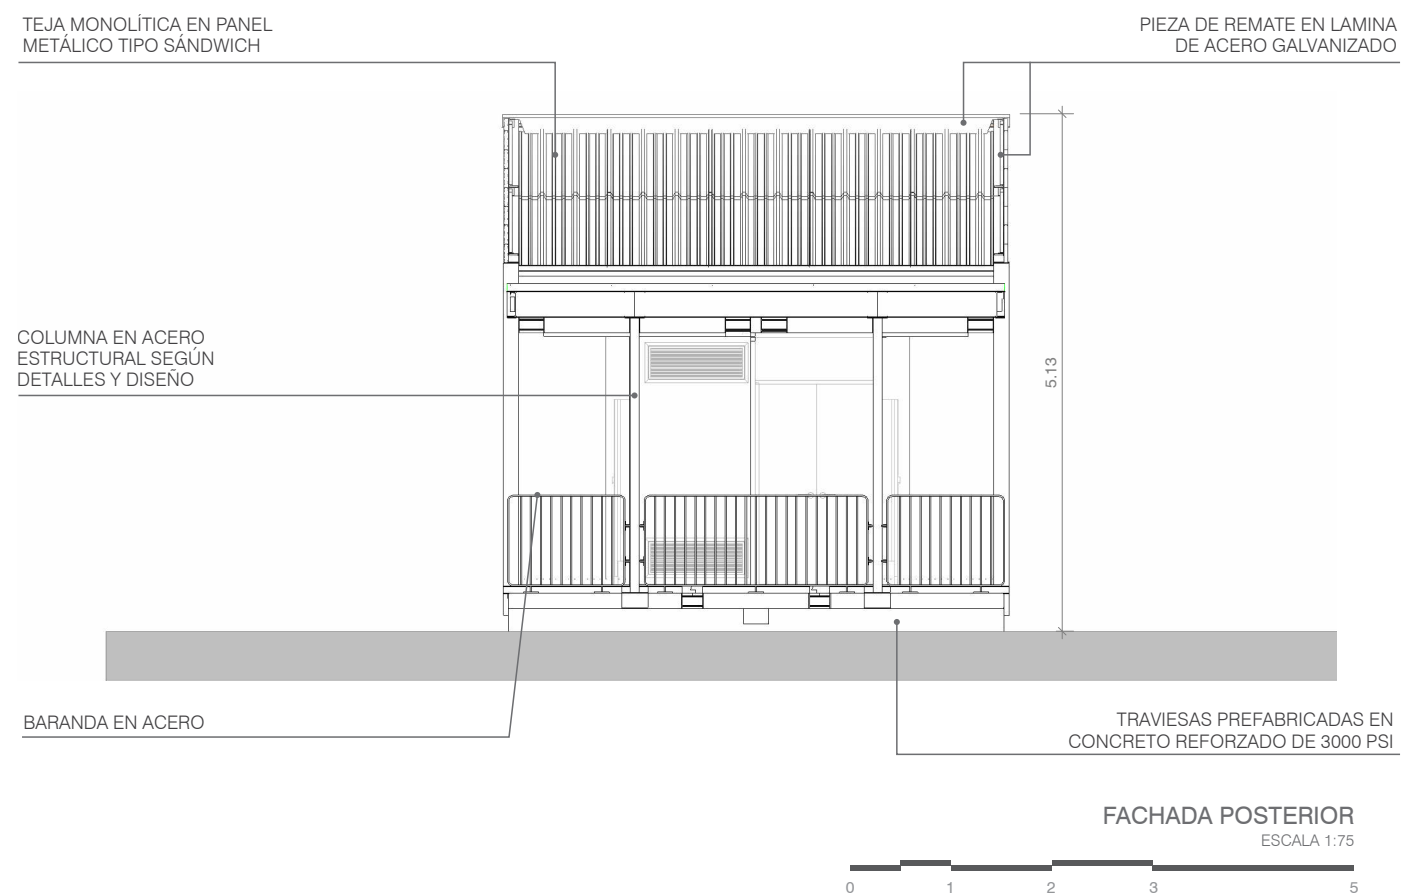 TEJA MONOLÍTICA EN PANEL
METÁLICO TIPO SÁNDWICH
PIEZA DE REMATE EN LAMINA
DE ACERO GALVANIZADO
COLUMNA EN ACERO
ESTRUCTURAL SEGÚN
DETALLES Y DISEÑO
5.13
BARANDA EN ACERO
TRAVIESAS PREFABRICADAS EN
CONCRETO REFORZADO DE 3000 PSI
FACHADA POSTERIOR
ESCALA 1:75
0 1 2 3 5